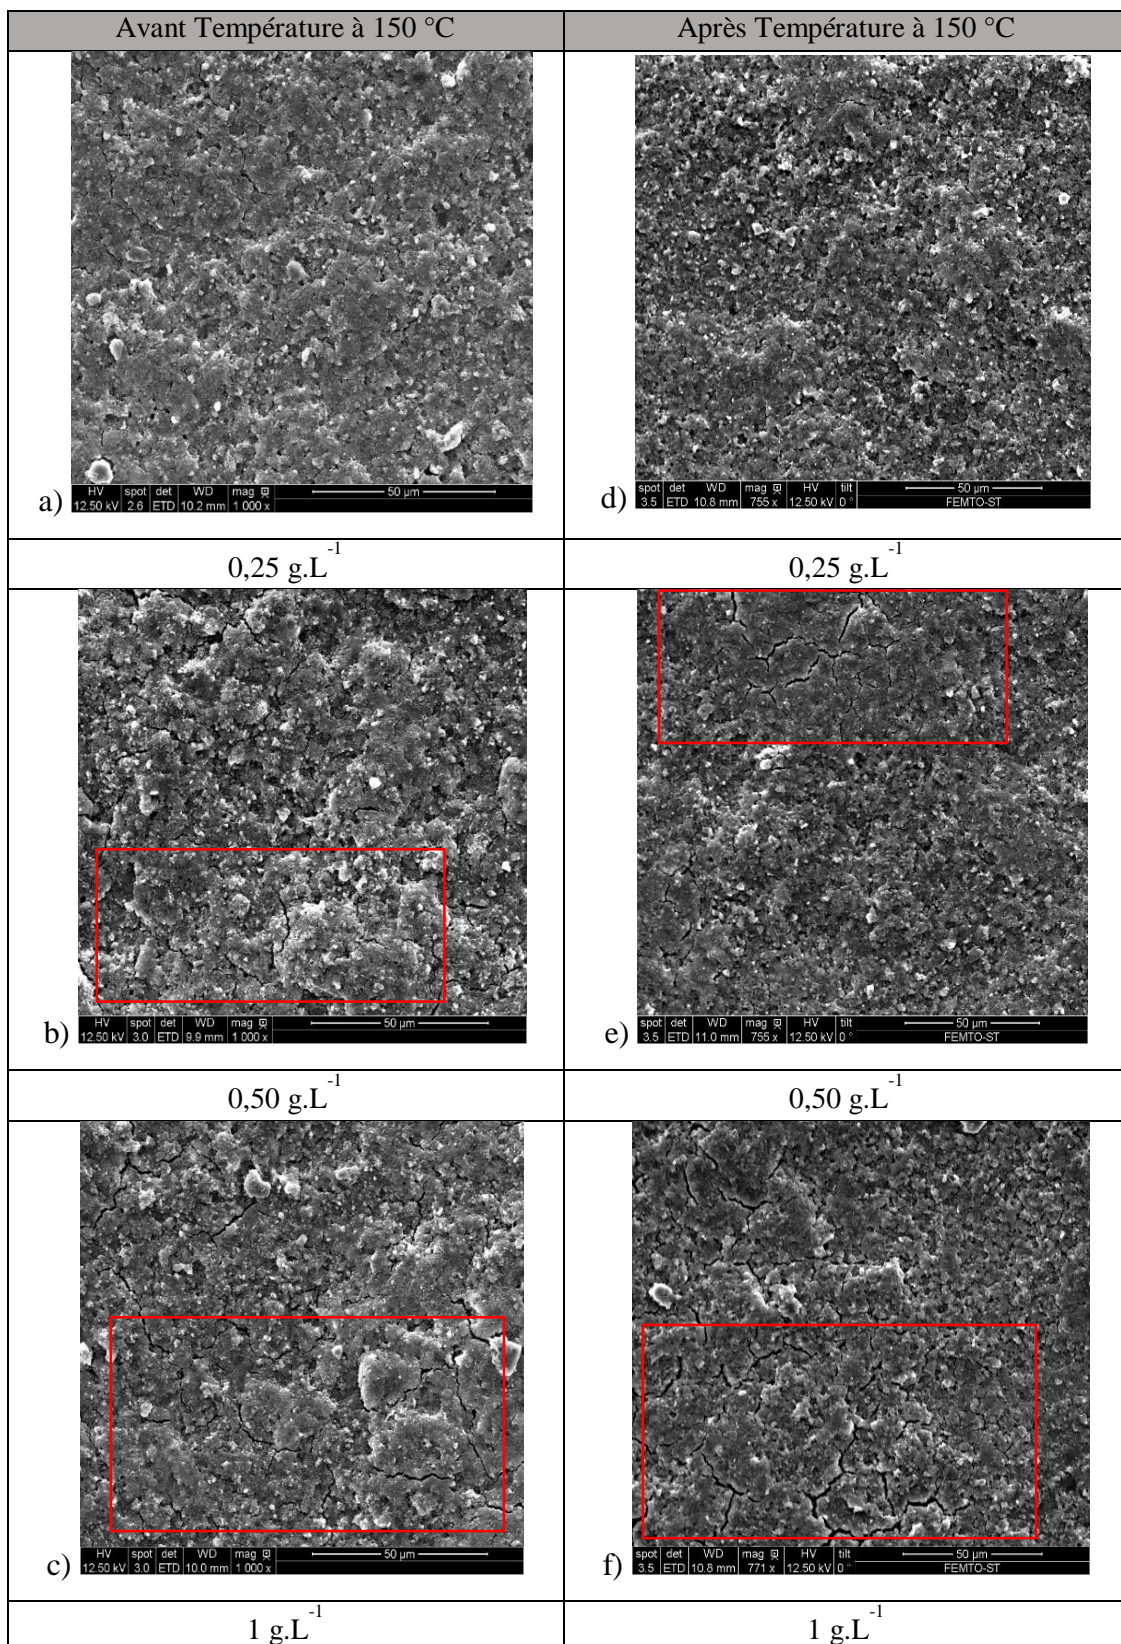 Avant Température à 150 °C
Après Température à 150 °C
a)
HV spot det WD mag
12.50 kV 2.6 ETD 10.2 mm 1 000 x
50 µm
d)
spot det WD mag HV tilt
3.5 ETD 10.8 mm 755 x 12.50 kV 0 °
50 µm
FEMTO-ST
0,25 g.L-1
0,25 g.L-1
b)
HV spot det WD mag
12.50 kV 3.0 ETD 9.9 mm 1 000 x
50 µm
e)
spot det WD mag HV tilt
3.5 ETD 11.0 mm 755 x 12.50 kV 0 °
50 µm
FEMTO-ST
0,50 g.L-1
0,50 g.L-1
c)
HV spot det WD mag
12.50 kV 3.0 ETD 10.0 mm 1 000 x
50 µm
f)
spot det WD mag HV tilt
3.5 ETD 10.8 mm 771 x 12.50 kV 0 °
50 µm
FEMTO-ST
1 g.L-1
1 g.L-1